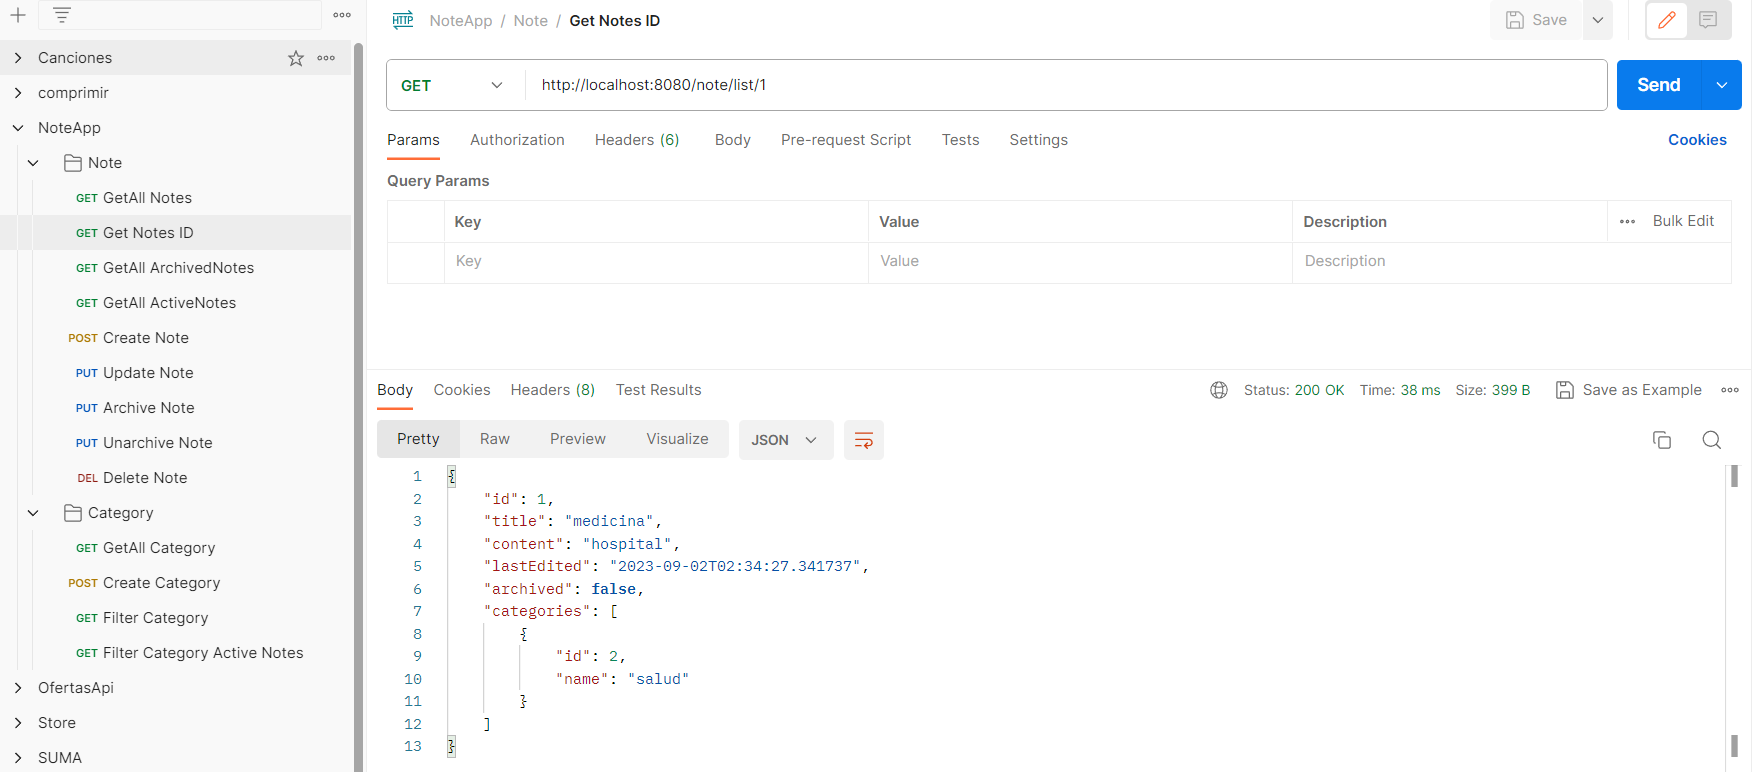 Canciones
comprimir
NoteApp
Note
GET GetAll Notes
GET Get Notes ID
GET GetAll ArchivedNotes
GET GetAll ActiveNotes
POST Create Note
PUT Update Note
PUT Archive Note
PUT Unarchive Note
DEL Delete Note
Category
GET GetAll Category
POST Create Category
GET Filter Category
GET Filter Category Active Notes
OfertasApi
Store
SUMA
HTTP NoteApp / Note / Get Notes ID Save
GET http://localhost:8080/note/list/1 Send
Params Authorization Headers (6) Body Pre-request Script Tests Settings Cookies
Query Params
Key Value Description Bulk Edit
Key Value Description
Body Cookies Headers (8) Test Results Status: 200 OK Time: 38 ms Size: 399 B Save as Example
Pretty Raw Preview Visualize JSON
1 {
2 "id": 1,
3 "title": "medicina",
4 "content": "hospital",
5 "lastEdited": "2023-09-02T02:34:27.341737",
6 "archived": false,
7 "categories": [
8 {
9 "id": 2,
10 "name": "salud"
11 }
12 ]
13 }